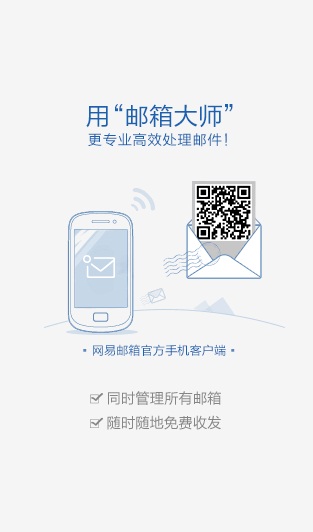 用“邮箱大师”
更专业高效处理邮件！
·网易邮箱官方手机客户端·
同时管理所有邮箱
随时随地免费收发